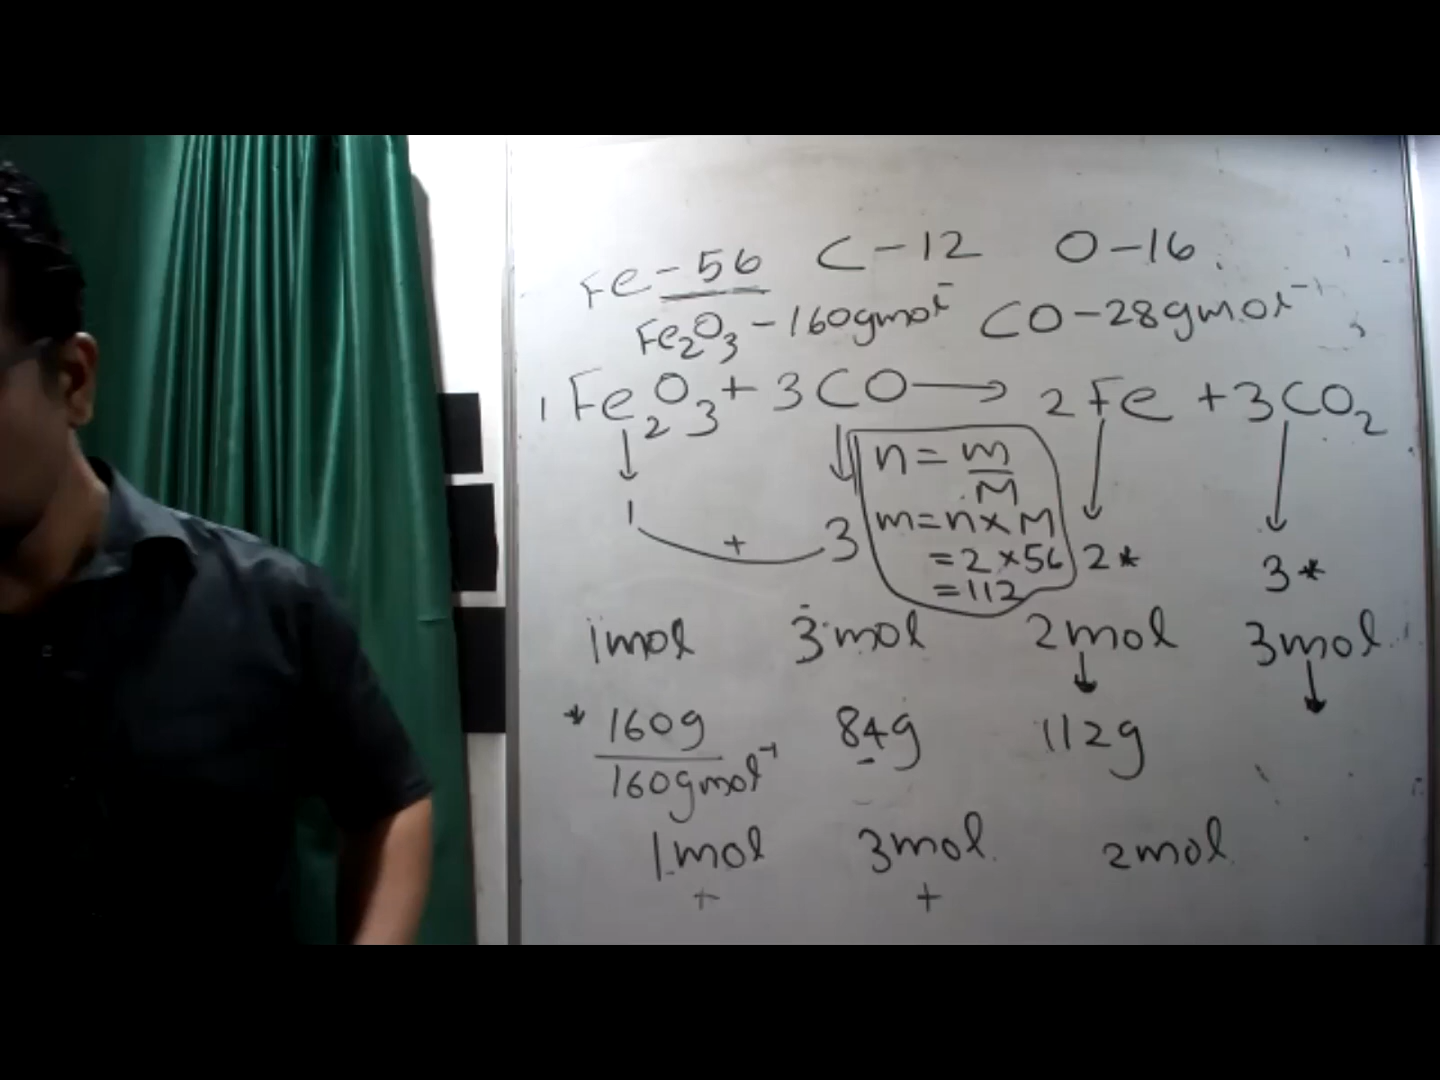 Fe-56 C-12 O-16
Fe₂O₃-160gmol⁻ CO-28gmol⁻¹
1 Fe₂O₃+3CO→2Fe+3CO₂
n=m/M
1 + 3 m=n×M
=2×56 2* 3*
=112
1mol 3mol 2mol 3mol
* 160g/160gmol⁻¹ 84g 112g
1mol 3mol 2mol
+ +